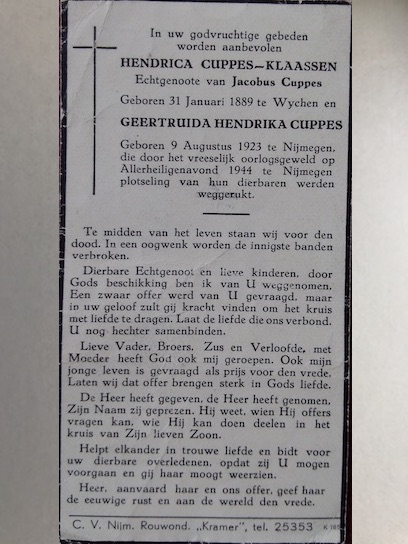 In uw godvruchtige gebeden
worden aanbevolen
HENDRICA CUPPES–KLAASSEN
Echtgenoote van Jacobus Cuppes
Geboren 31 Januari 1889 te Wychen en
GEERTRUIDA HENDRIKA CUPPES
Geboren 9 Augustus 1923 te Nijmegen,
die door het vreeselijk oorlogsgeweld op
Allerheiligenavond 1944 te Nijmegen
plotseling van hun dierbaren werden
weggerukt.
Te midden van het leven staan wij voor den
dood. In een oogwenk worden de innigste banden
verbroken.
Dierbare Echtgenoot en lieve kinderen, door
Gods beschikking ben ik van U weggenomen.
Een zwaar offer werd van U gevraagd, maar
in uw geloof zult gij kracht vinden om het kruis
met liefde te dragen. Laat de liefde die ons verbond.
U nog hechter samenbinden.
Lieve Vader, Broers, Zus en Verloofde, met
Moeder heeft God ook mij geroepen. Ook mijn
jonge leven is gevraagd als prijs voor den vrede.
Laten wij dat offer brengen sterk in Gods liefde.
De Heer heeft gegeven, de Heer heeft genomen,
Zijn Naam zij geprezen. Hij weet, wien Hij offers
vragen kan, wie Hij kan doen deelen in het
kruis van Zijn lieven Zoon.
Helpt elkander in trouwe liefde en bidt voor
uw dierbare overledenen, opdat zij U mogen
voorgaan en gij haar moogt weerzien.
Heer, aanvaard haar en ons offer, geef haar
de eeuwige rust en aan de wereld den vrede.
C. V. Nijm. Rouwond. „Kramer", tel. 25353